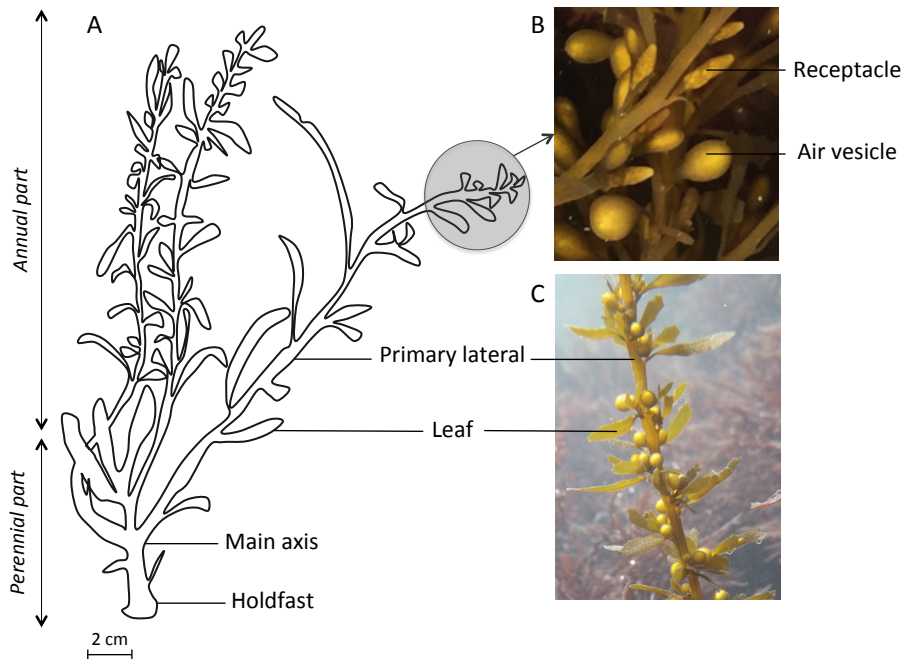 A
B
Receptacle
Air vesicle
Annual part
C
Primary lateral
Leaf
Perennial part
Main axis
Holdfast
2 cm